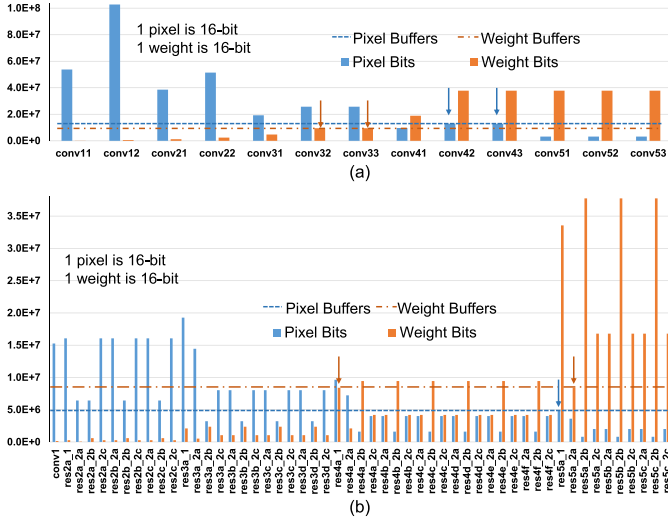 1.0E+8
8.0E+7
6.0E+7
4.0E+7
2.0E+7
0.0E+0
1 pixel is 16-bit
1 weight is 16-bit
Pixel Buffers
Weight Buffers
Pixel Bits
Weight Bits
conv11 conv12 conv21 conv22 conv31 conv32 conv33 conv41 conv42 conv43 conv51 conv52 conv53
(a)
3.5E+7
3.0E+7
2.5E+7
2.0E+7
1.5E+7
1.0E+7
5.0E+6
0.0E+0
1 pixel is 16-bit
1 weight is 16-bit
Pixel Buffers
Weight Buffers
Pixel Bits
Weight Bits
conv1
res2a_1
res2a_2a
res2a_2b
res2a_2c
res2b_2a
res2b_2b
res2b_2c
res2c_2a
res2c_2b
res2c_2c
res3a_1
res3a_2a
res3a_2b
res3a_2c
res3b_2a
res3b_2b
res3b_2c
res3c_2a
res3c_2b
res3c_2c
res3d_2a
res3d_2b
res3d_2c
res4a_1
res4a_2a
res4a_2b
res4a_2c
res4b_2a
res4b_2b
res4b_2c
res4c_2a
res4c_2b
res4c_2c
res4d_2a
res4d_2b
res4d_2c
res4e_2a
res4e_2b
res4e_2c
res4f_2a
res4f_2b
res4f_2c
res5a_1
res5a_2a
res5a_2b
res5a_2c
res5b_2a
res5b_2b
res5b_2c
res5c_2a
res5c_2b
res5c_2c
(b)